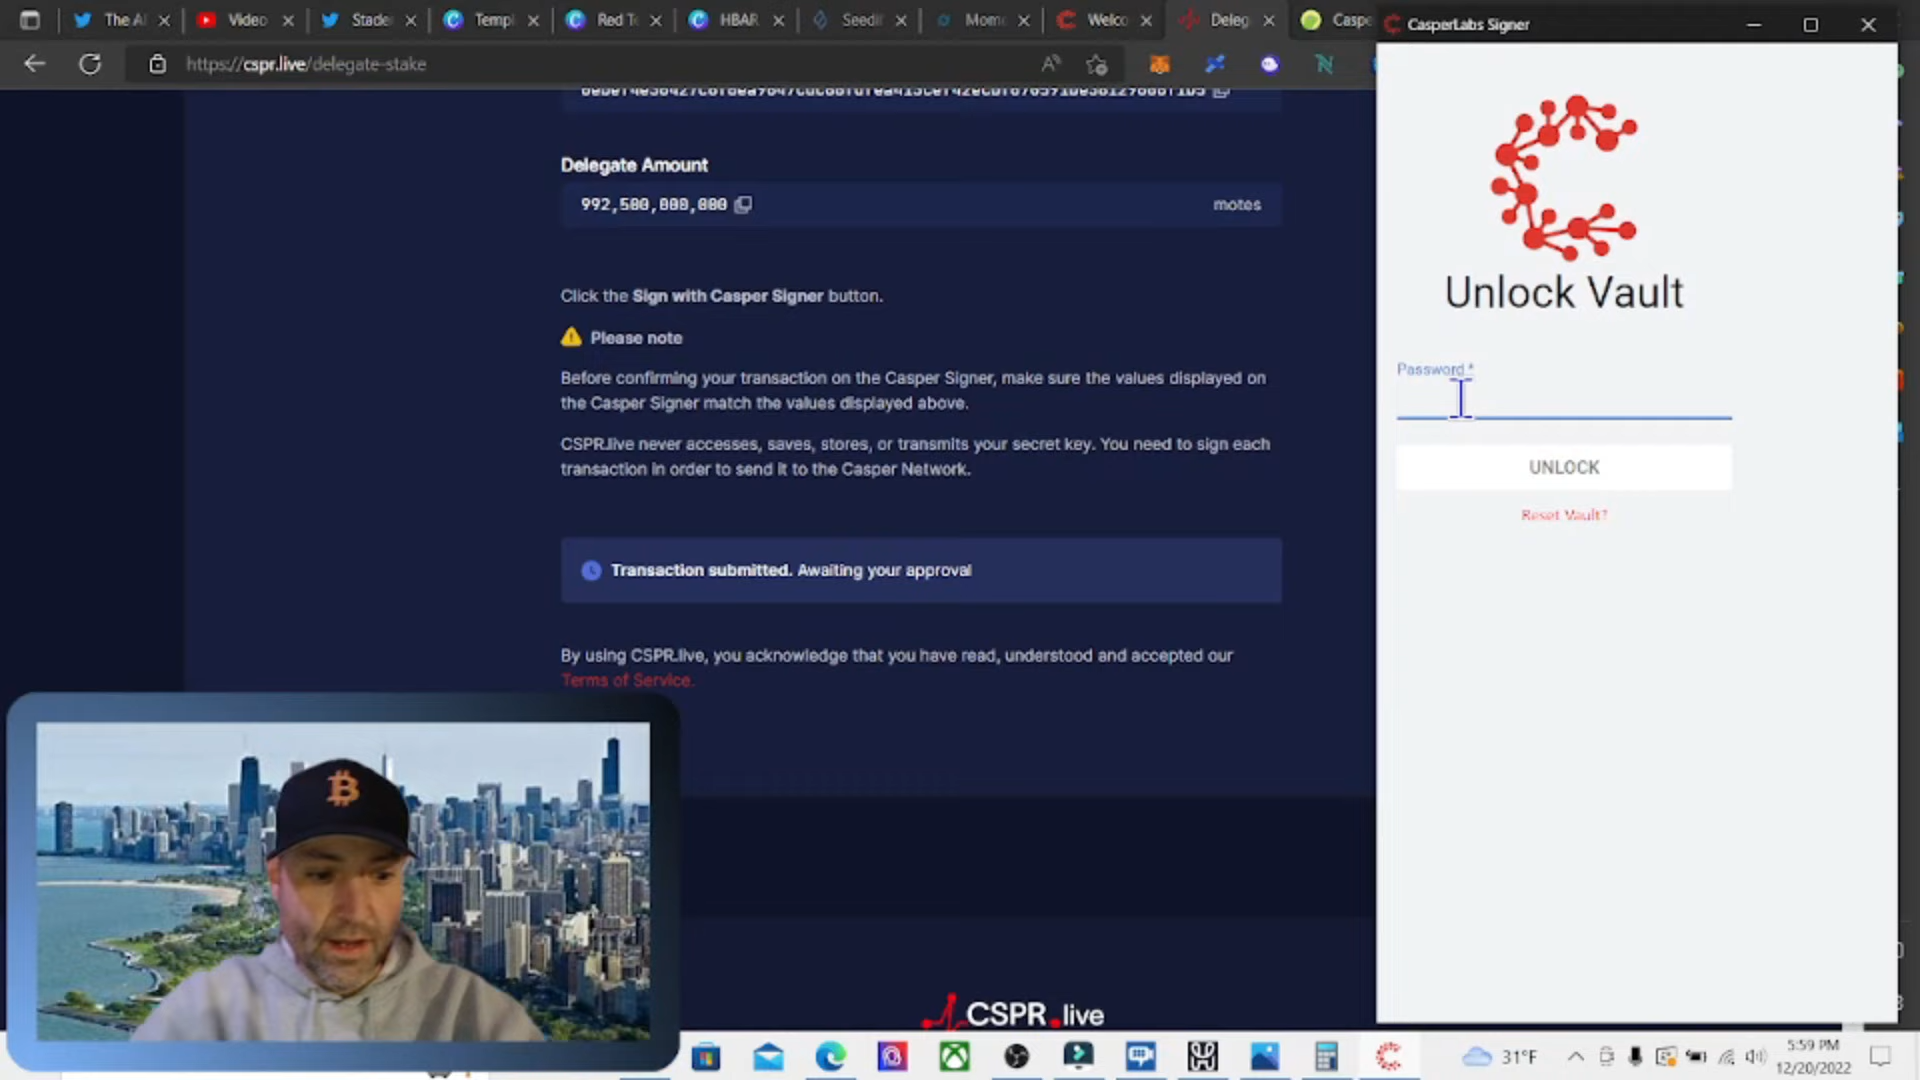 The Al
Video
Stade
Templ
Red Te
HBAR
Seedif
Mome
Welco
Deleg
Caspe
CasperLabs Signer
https://cspr.live/delegate-stake
Delegate Amount
992,500,000,000
motes
Click the Sign with Casper Signer button.
Please note
Before confirming your transaction on the Casper Signer, make sure the values displayed on
the Casper Signer match the values displayed above.
CSPR.live never accesses, saves, stores, or transmits your secret key. You need to sign each
transaction in order to send it to the Casper Network.
Transaction submitted. Awaiting your approval
By using CSPR.live, you acknowledge that you have read, understood and accepted our
Terms of Service.
CSPR.live
Unlock Vault
Password *
UNLOCK
Reset Vault?
31°F
5:59 PM
12/20/2022